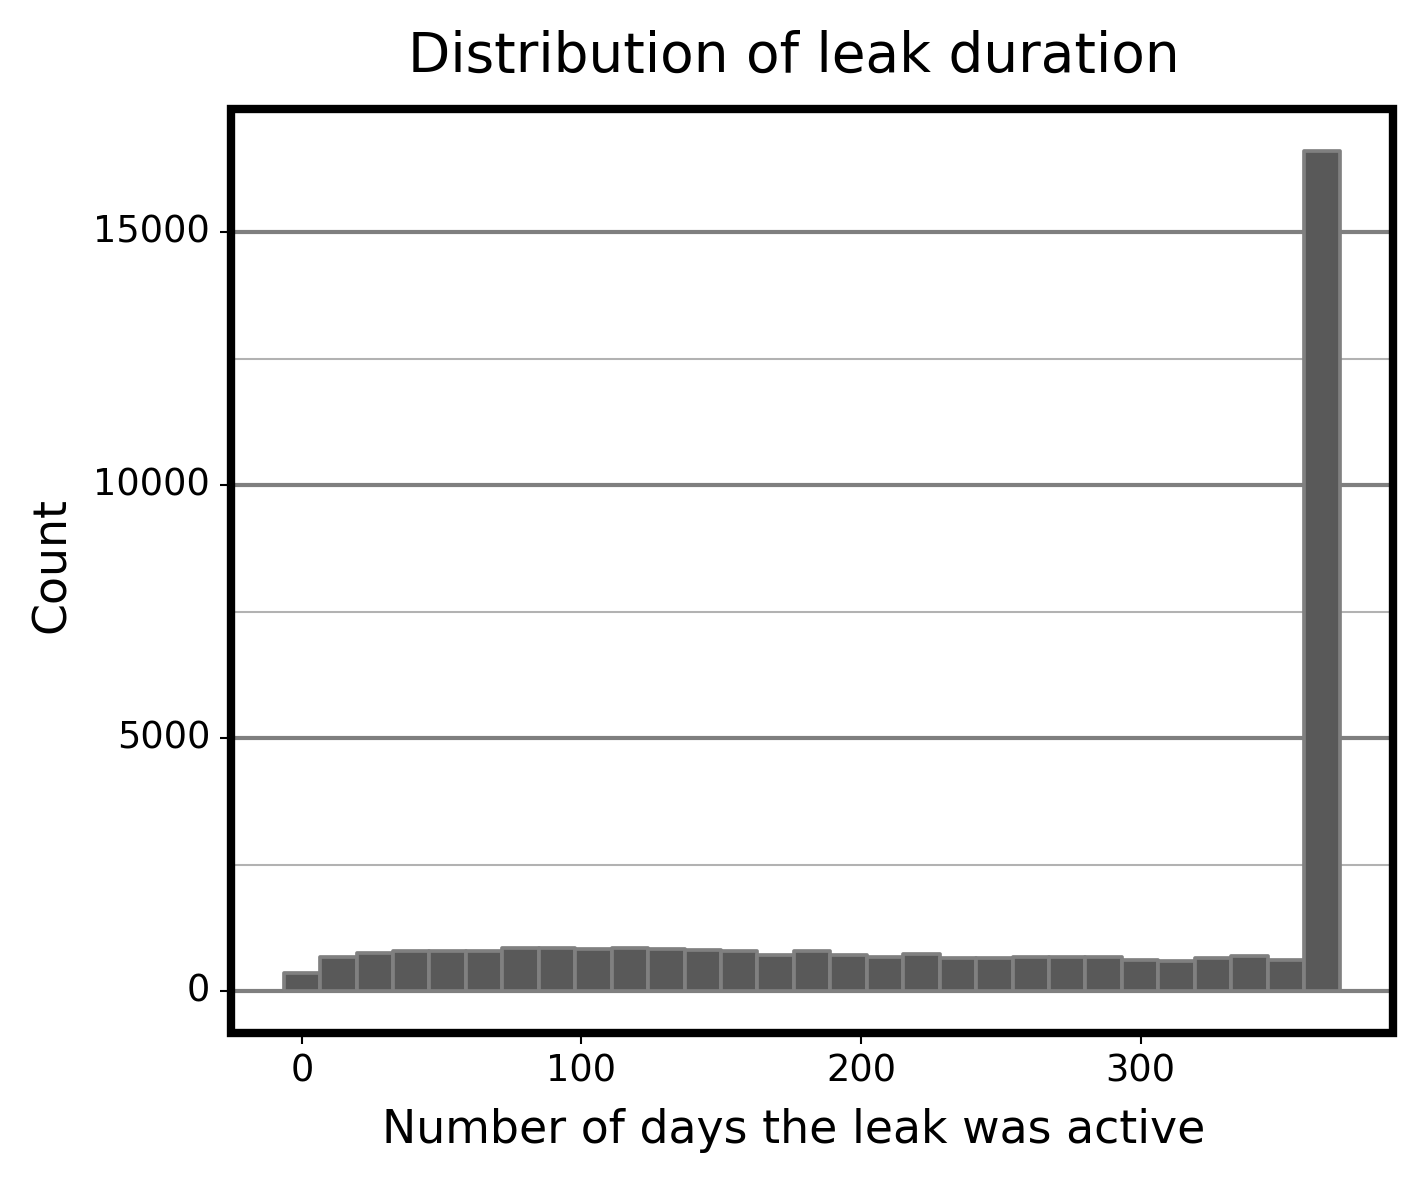 Distribution of leak duration
15000
10000
5000
0
Count
0 100 200 300
Number of days the leak was active